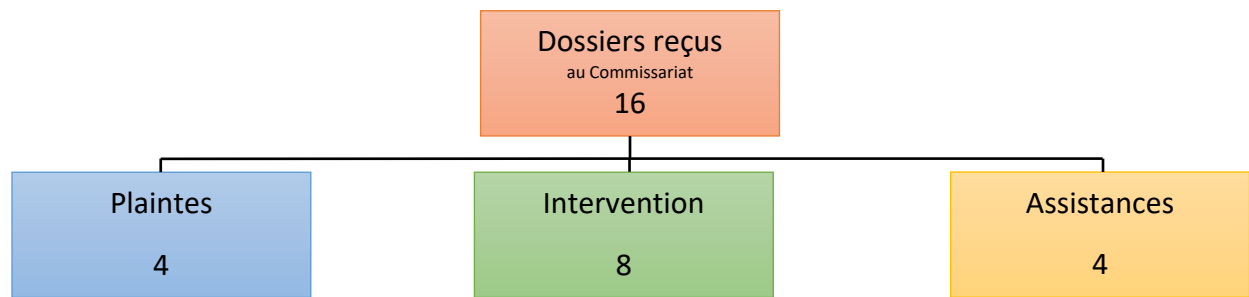 Dossiers reçus
au Commissariat
16
Plaintes
4
Intervention
8
Assistances
4